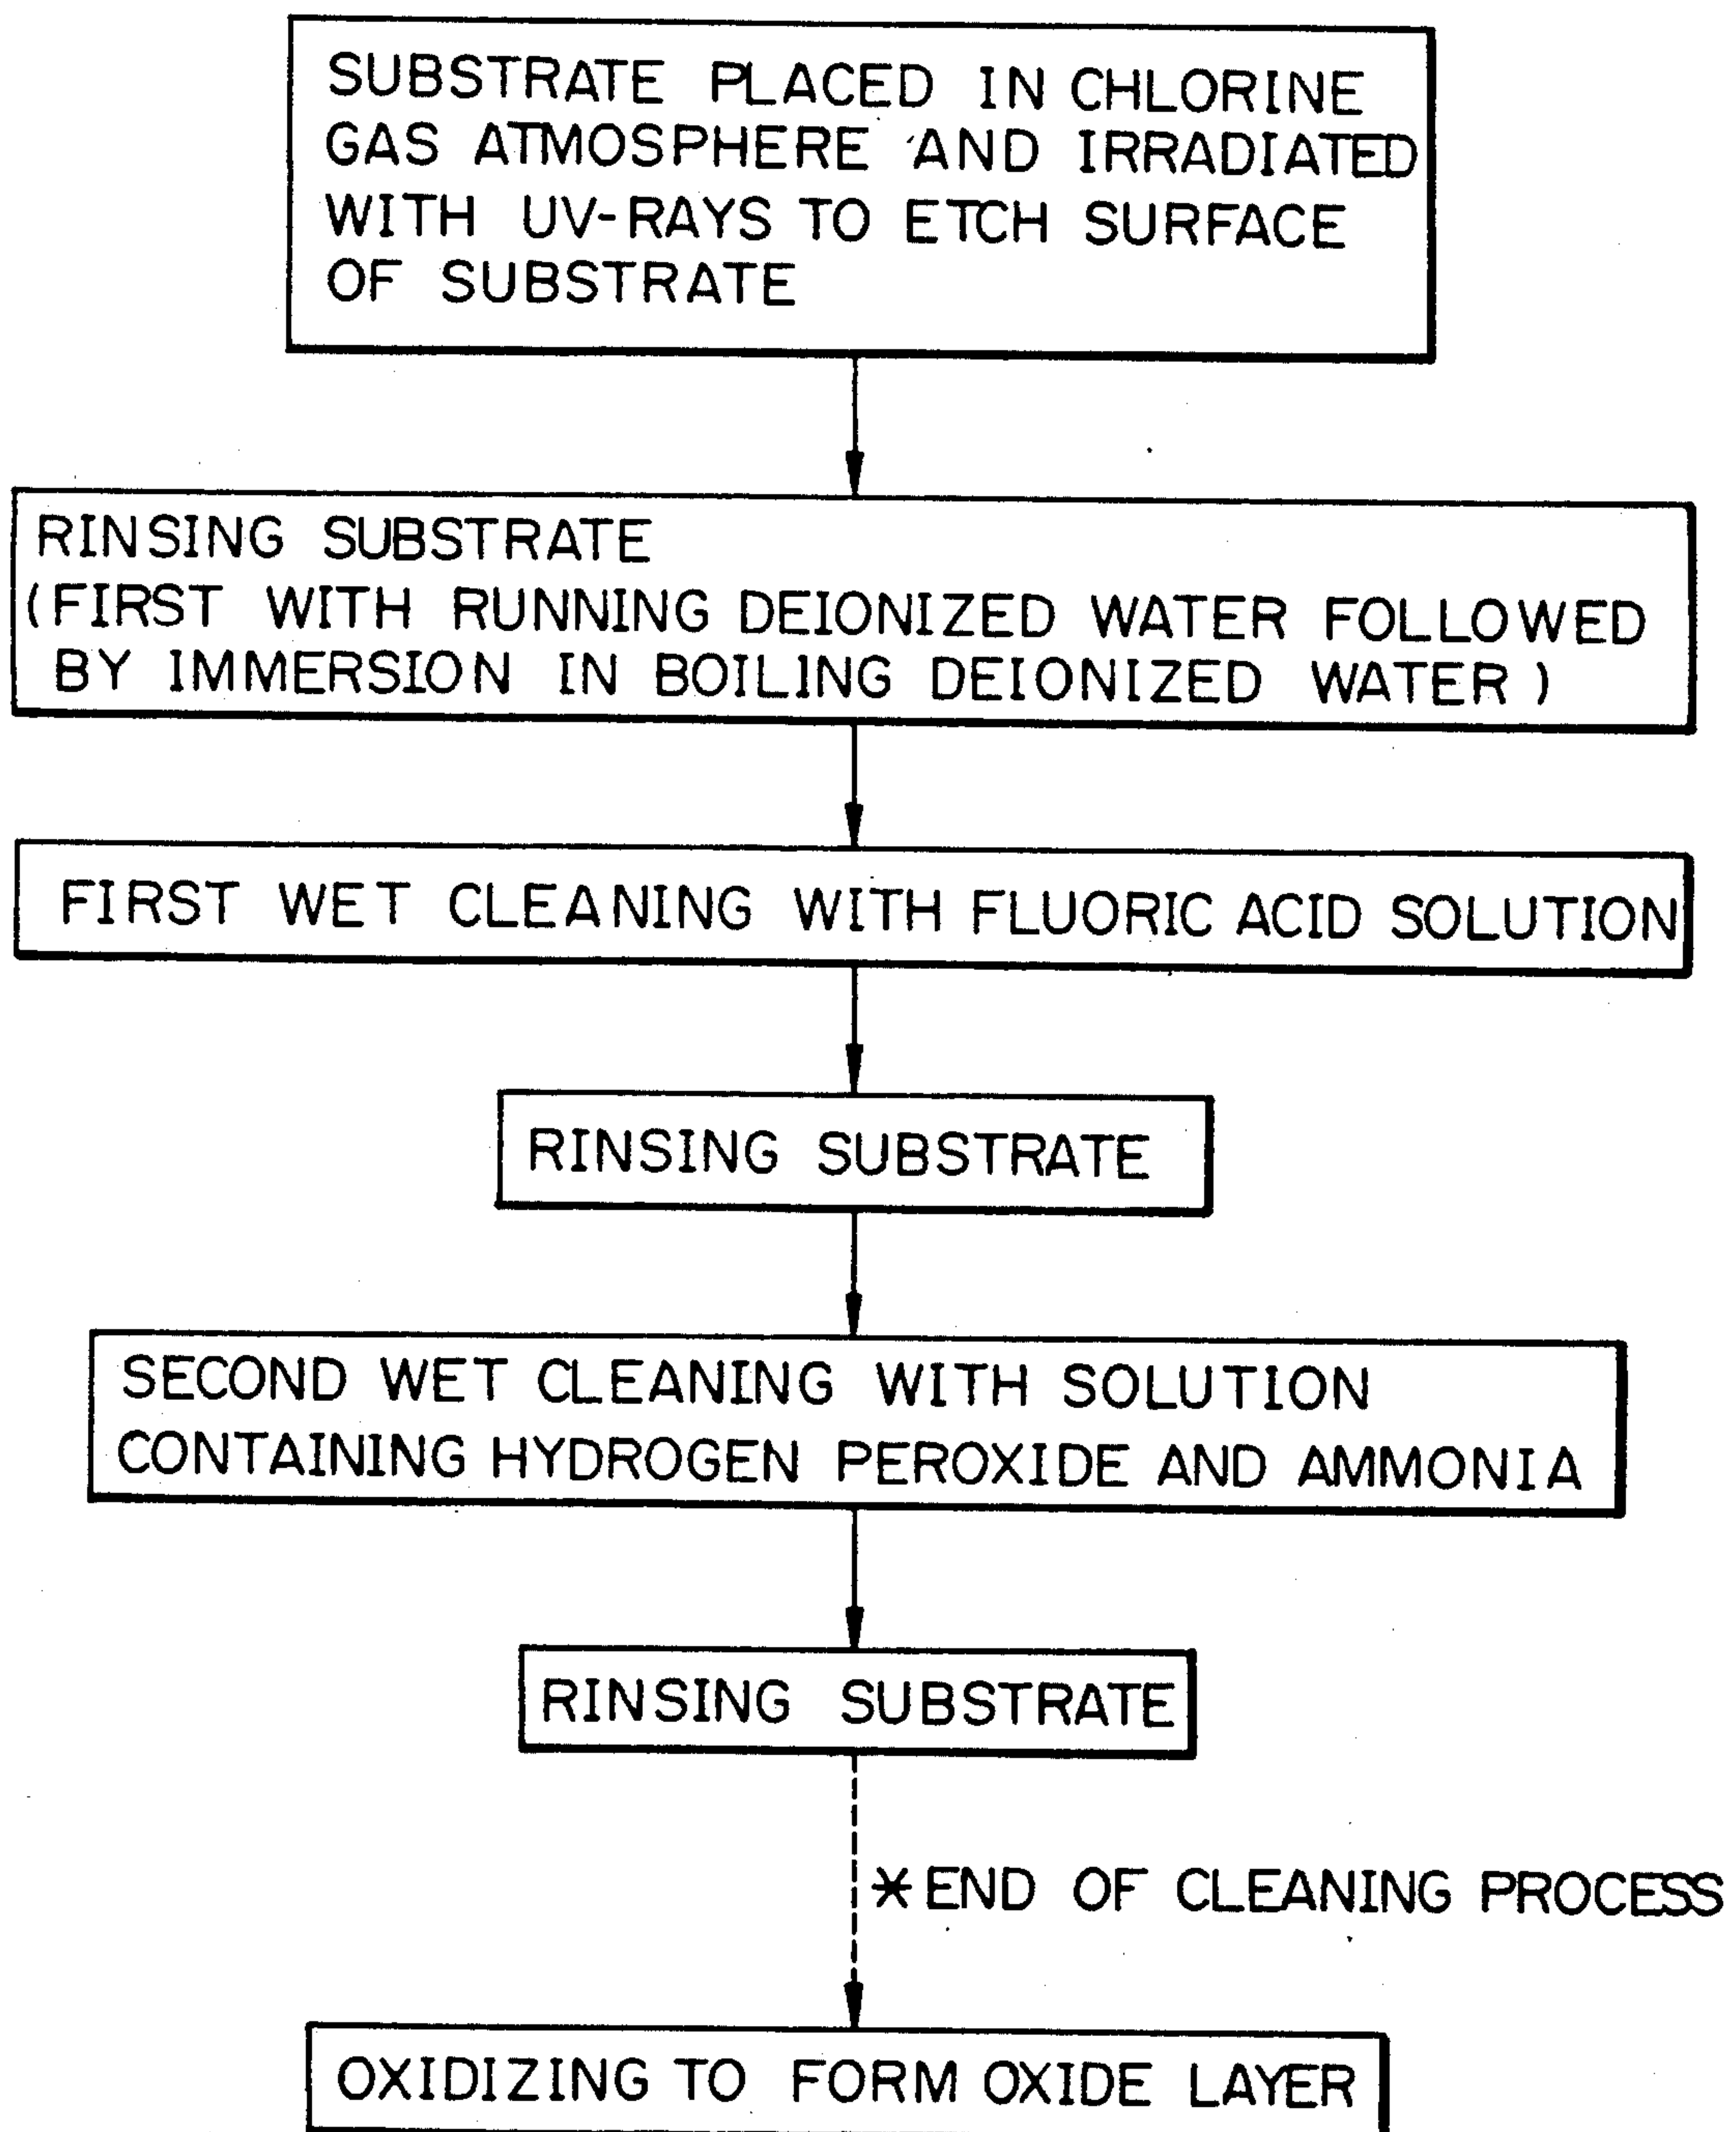 SUBSTRATE PLACED IN CHLORINE
GAS ATMOSPHERE AND IRRADIATED
WITH UV-RAYS TO ETCH SURFACE
OF SUBSTRATE
RINSING SUBSTRATE
(FIRST WITH RUNNING DEIONIZED WATER FOLLOWED
BY IMMERSION IN BOILING DEIONIZED WATER)
FIRST WET CLEANING WITH FLUORIC ACID SOLUTION
RINSING SUBSTRATE
SECOND WET CLEANING WITH SOLUTION
CONTAINING HYDROGEN PEROXIDE AND AMMONIA
RINSING SUBSTRATE
*END OF CLEANING PROCESS
OXIDIZING TO FORM OXIDE LAYER